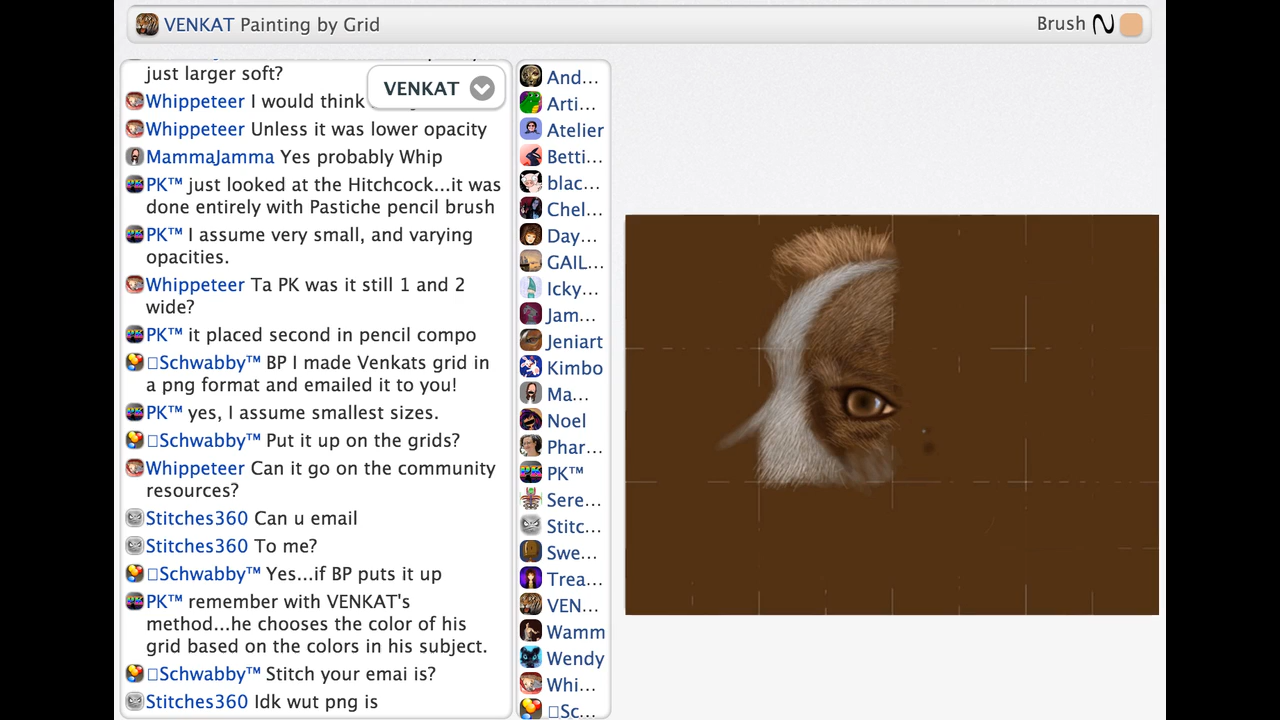 VENKAT Painting by Grid
Brush
just larger soft?
VENKAT
Whippeteer I would think
Whippeteer Unless it was lower opacity
MammaJamma Yes probably Whip
PK™ just looked at the Hitchcock...it was
done entirely with Pastiche pencil brush
PK™ I assume very small, and varying
opacities.
Whippeteer Ta PK was it still 1 and 2
wide?
PK™ it placed second in pencil compo
Schwabby™ BP I made Venkats grid in
a png format and emailed it to you!
PK™ yes, I assume smallest sizes.
Schwabby™ Put it up on the grids?
Whippeteer Can it go on the community
resources?
Stitches360 Can u email
Stitches360 To me?
Schwabby™ Yes...if BP puts it up
PK™ remember with VENKAT's
method...he chooses the color of his
grid based on the colors in his subject.
Schwabby™ Stitch your emai is?
Stitches360 Idk wut png is
And...
Arti...
Atelier
Betti...
blac...
Chel...
Day...
GAIL...
Icky...
Jam...
Jeniart
Kimbo
Ma...
Noel
Phar...
PK™
Sere...
Stitc...
Swe...
Trea...
VEN...
Wamm
Wendy
Whi...
Sc...